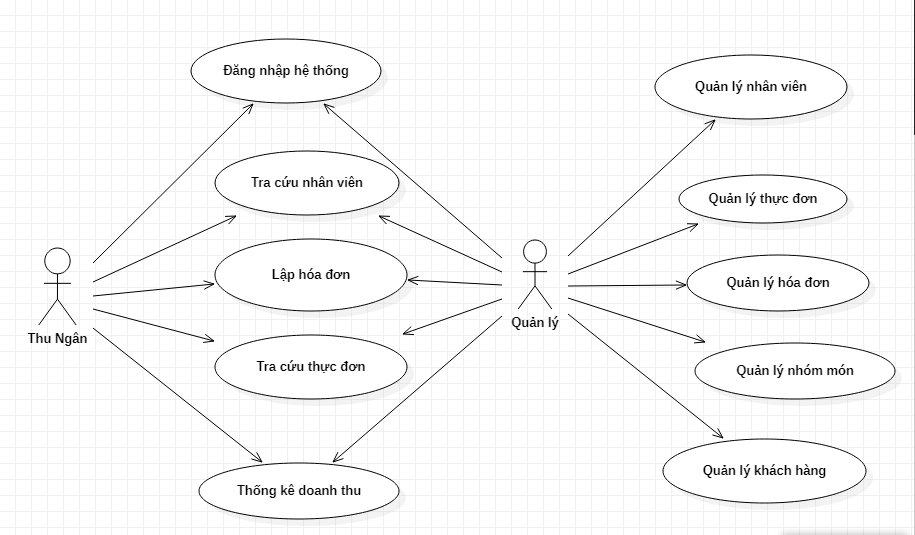 Đăng nhập hệ thống
Tra cứu nhân viên
Lập hóa đơn
Thu Ngân
Tra cứu thực đơn
Thống kê doanh thu
Quản lý
Quản lý nhân viên
Quản lý thực đơn
Quản lý hóa đơn
Quản lý nhóm món
Quản lý khách hàng